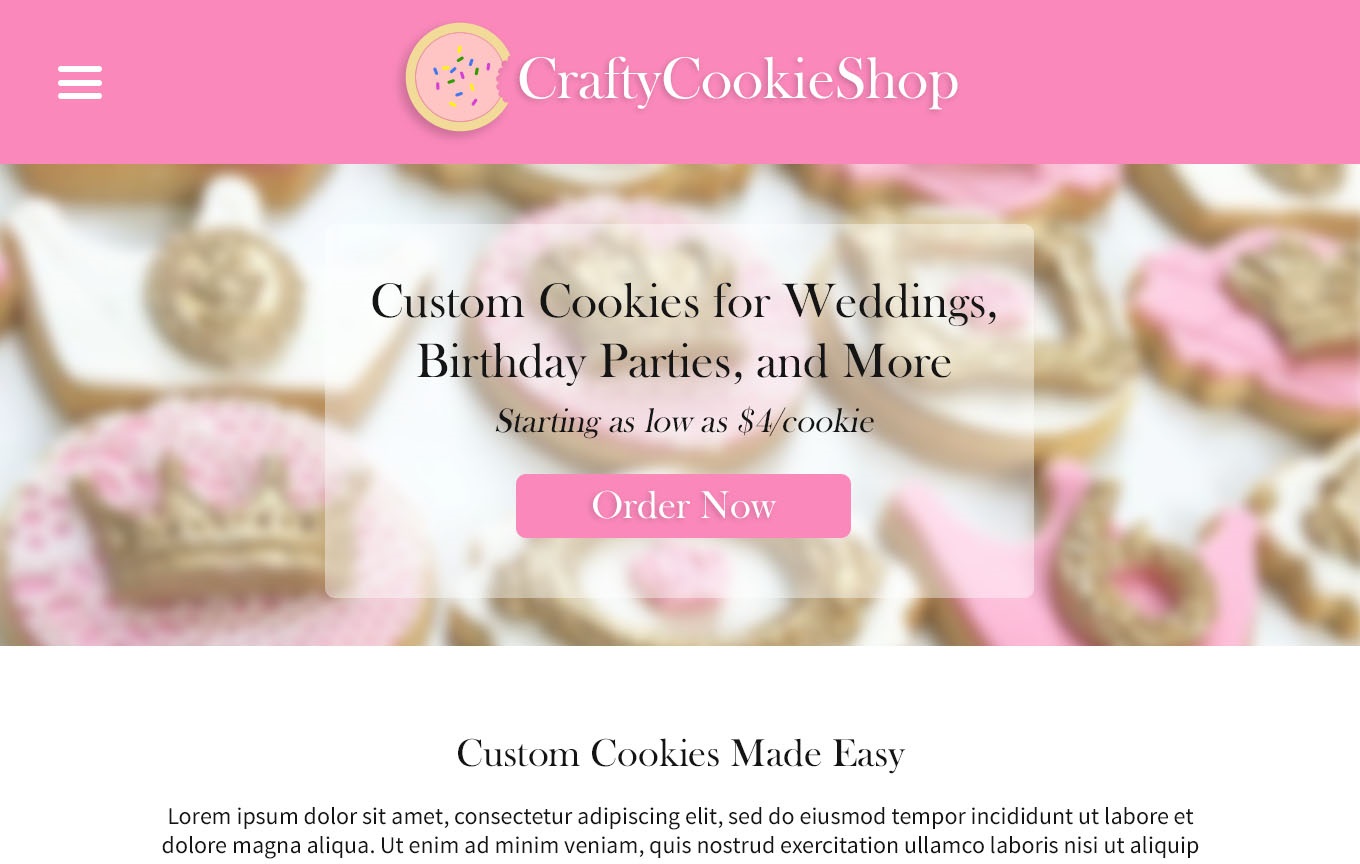 CraftyCookieShop
Custom Cookies for Weddings,
Birthday Parties, and More
Starting as low as $4/cookie
Order Now
Custom Cookies Made Easy
Lorem ipsum dolor sit amet, consectetur adipiscing elit, sed do eiusmod tempor incididunt ut labore et
dolore magna aliqua. Ut enim ad minim veniam, quis nostrud exercitation ullamco laboris nisi ut aliquip